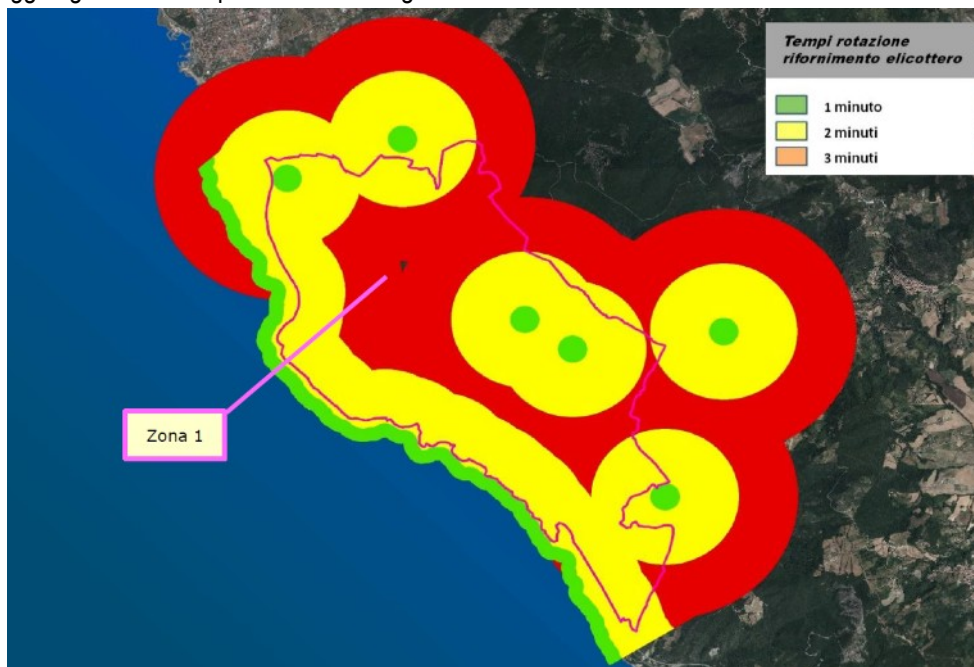 Tempi rotazione
rifornimento elicottero
1 minuto
2 minuti
3 minuti
Zona 1